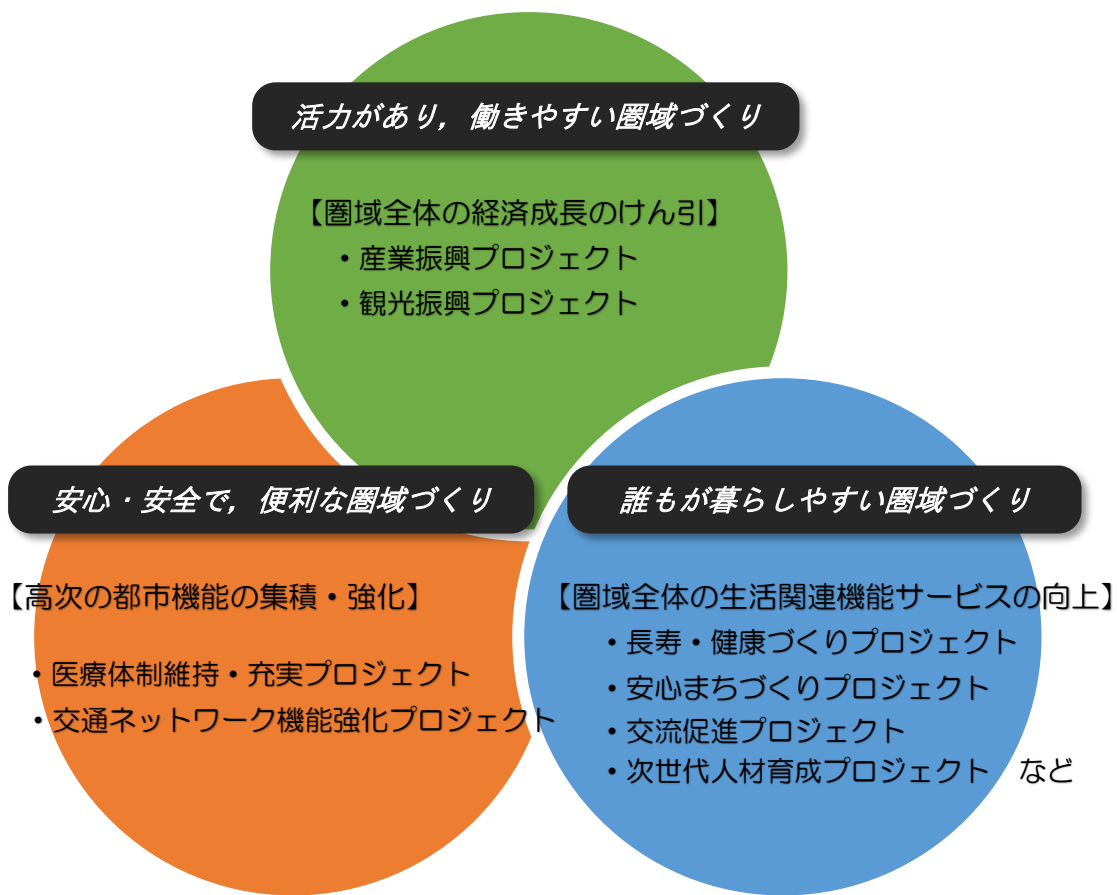 活力があり，働きやすい圏域づくり
【圏域全体の経済成長のけん引】
・産業振興プロジェクト
・観光振興プロジェクト
安心・安全で，便利な圏域づくり
【高次の都市機能の集積・強化】
・医療体制維持・充実プロジェクト
・交通ネットワーク機能強化プロジェクト
誰もが暮らしやすい圏域づくり
【圏域全体の生活関連機能サービスの向上】
・長寿・健康づくりプロジェクト
・安心まちづくりプロジェクト
・交流促進プロジェクト
・次世代人材育成プロジェクト　など